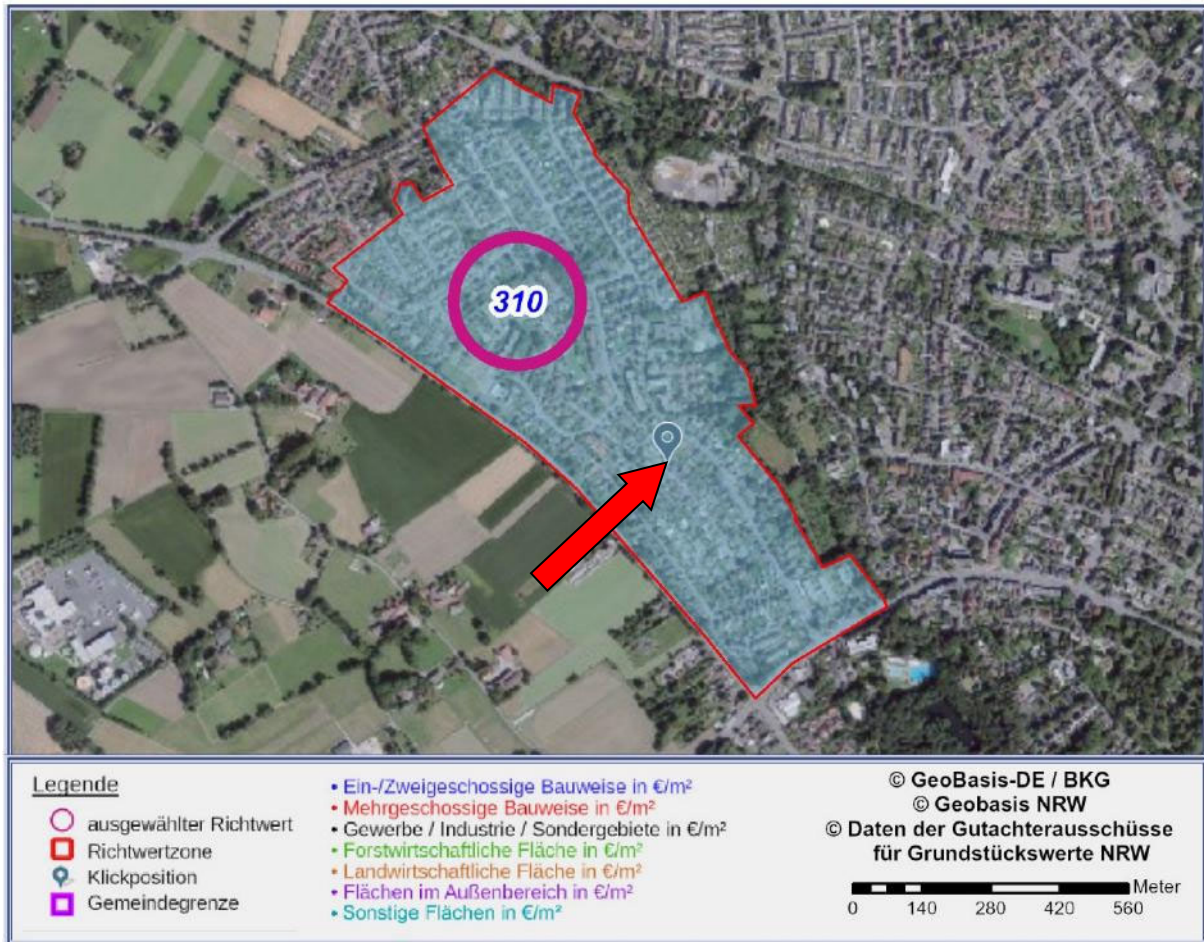 310
Legende
ausgewählter Richtwert
Richtwertzone
Klickposition
Gemeindegrenze
• Ein-/Zweigeschossige Bauweise in €/m²
• Mehrgeschossige Bauweise in €/m²
• Gewerbe / Industrie / Sondergebiete in €/m²
• Forstwirtschaftliche Fläche in €/m²
• Landwirtschaftliche Fläche in €/m²
• Flächen im Außenbereich in €/m²
• Sonstige Flächen in €/m²
© GeoBasis-DE / BKG
© Geobasis NRW
© Daten der Gutachterausschüsse
für Grundstückswerte NRW
Meter
0 140 280 420 560